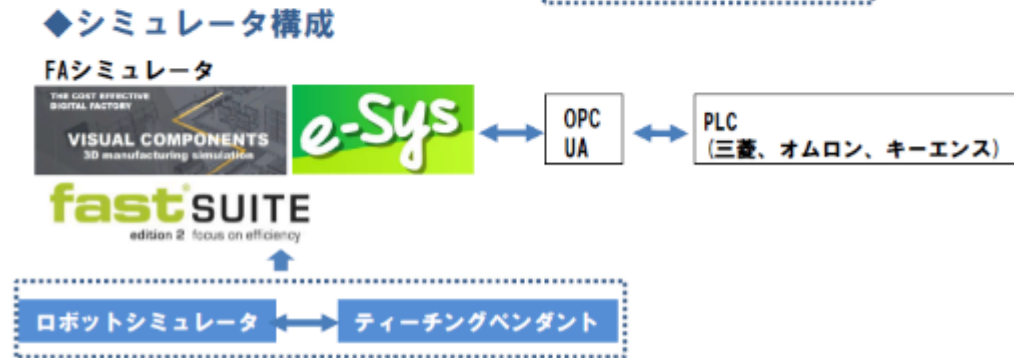 ◆シミュレータ構成
FAシミュレータ
THE COST EFFECTIVE
DIGITAL FACTORY
VISUAL COMPONENTS
3D manufacturing simulation
e-Sys
OPC
UA
PLC
(三菱、オムロン、キーエンス)
fast SUITE
edition 2 focus on efficiency
ロボットシミュレータ
ティーチングペンダント